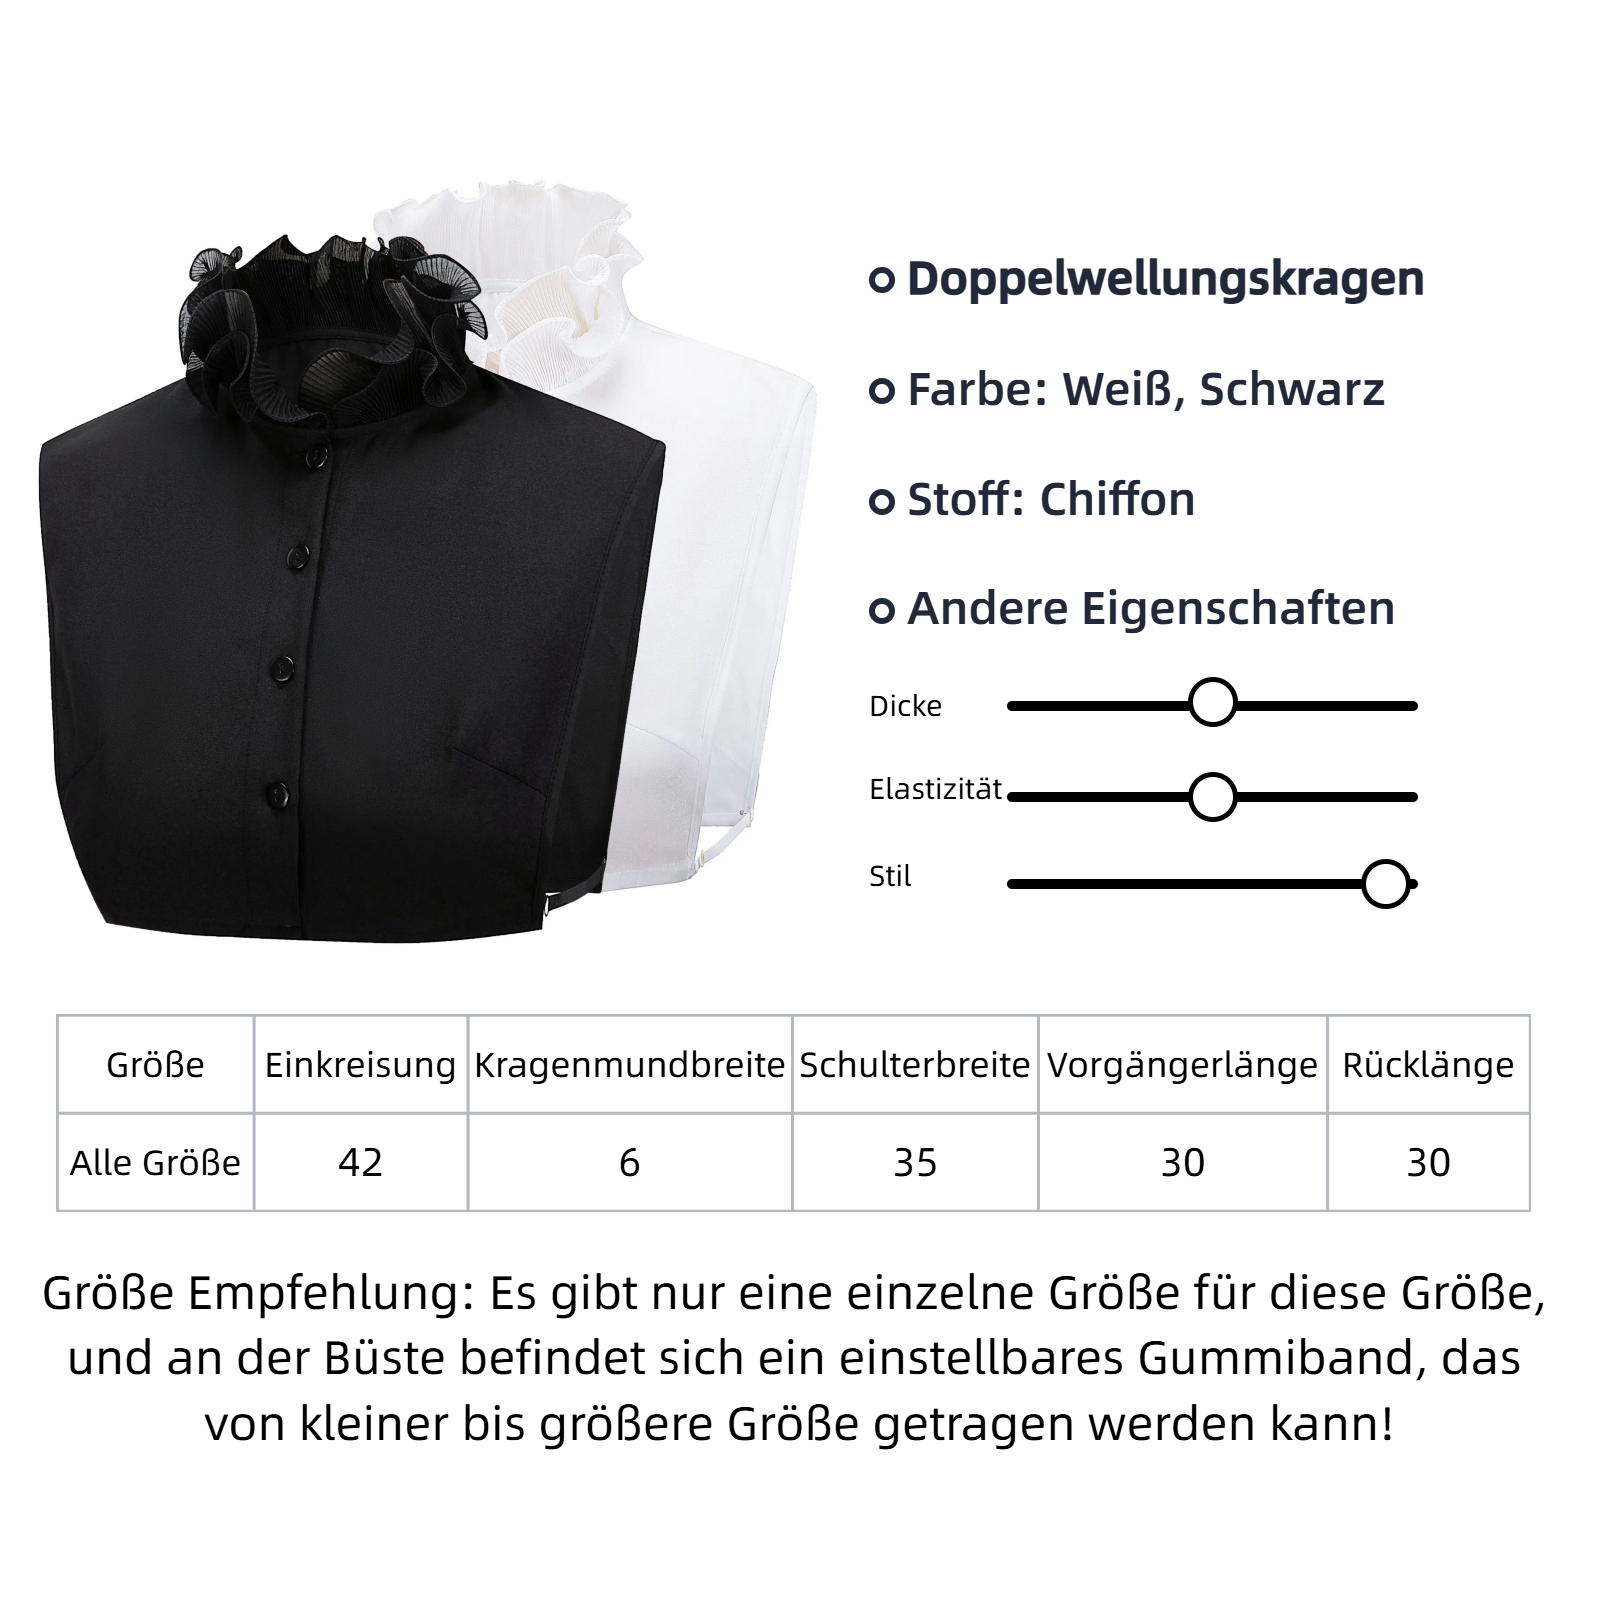 Doppelwellungskragen
Farbe: Weiß, Schwarz
Stoff: Chiffon
Andere Eigenschaften
Dicke
Elastizität
Stil
Größe Einkreisung Kragenmundbreite Schulterbreite Vorgängerlänge Rücklänge
Alle Größe 42 6 35 30 30
Größe Empfehlung: Es gibt nur eine einzelne Größe für diese Größe,
und an der Büste befindet sich ein einstellbares Gummiband, das
von kleiner bis größere Größe getragen werden kann!